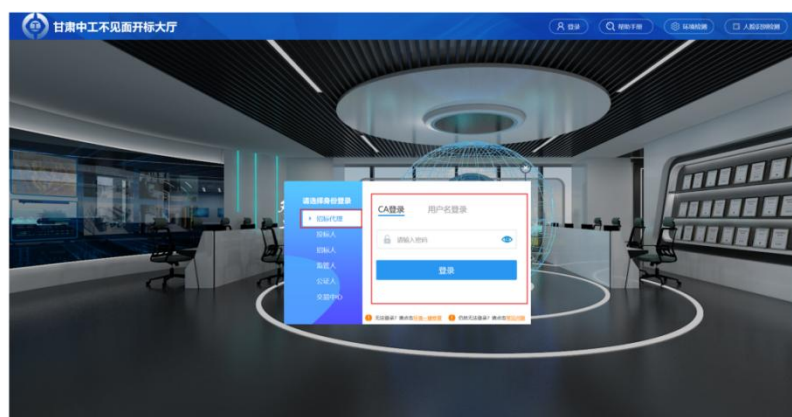 甘肃中工不见面开标大厅
登录
帮助手册
环境检测
人脸识别检测
请选择身份登录
招标代理
投标人
招标人
监管人
公证人
交易中心
CA登录 用户名登录
请输入密码
登录